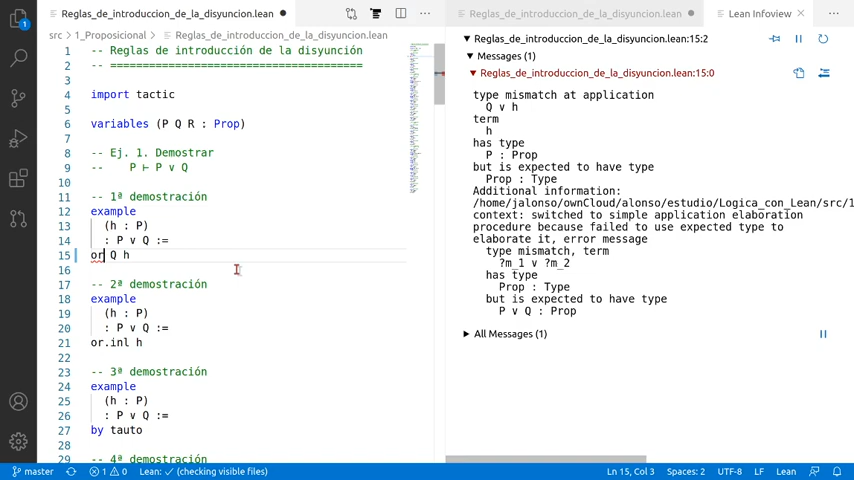 Reglas_de_introduccion_de_la_disyuncion.lean
Reglas_de_introduccion_de_la_disyuncion.lean
Lean Infoview
src > 1_Proposicional > Reglas_de_introduccion_de_la_disyuncion.lean
1 -- Reglas de introducción de la disyunción
2 -- =======================================
3
4 import tactic
5
6 variables (P Q R : Prop)
7
8 -- Ej. 1. Demostrar
9 -- P ⊢ P ∨ Q
10
11 -- 1ª demostración
12 example
13 (h : P)
14 : P ∨ Q :=
15 or Q h
16
17 -- 2ª demostración
18 example
19 (h : P)
20 : P ∨ Q :=
21 or.inl h
22
23 -- 3ª demostración
24 example
25 (h : P)
26 : P ∨ Q :=
27 by tauto
28
29 -- 4ª demostración
Reglas_de_introduccion_de_la_disyuncion.lean:15:2
Messages (1)
Reglas_de_introduccion_de_la_disyuncion.lean:15:0
type mismatch at application
Q ∨ h
term
h
has type
P : Prop
but is expected to have type
Prop : Type
Additional information:
/home/jalonso/ownCloud/alonso/estudio/Logica_con_Lean/src/1
context: switched to simple application elaboration
procedure because failed to use expected type to
elaborate it, error message
type mismatch, term
?m_1 ∨ ?m_2
has type
Prop : Type
but is expected to have type
P ∨ Q : Prop
All Messages (1)
1
master
1 0
Lean: ✓ (checking visible files)
Ln 15, Col 3
Spaces: 2
UTF-8
LF
Lean